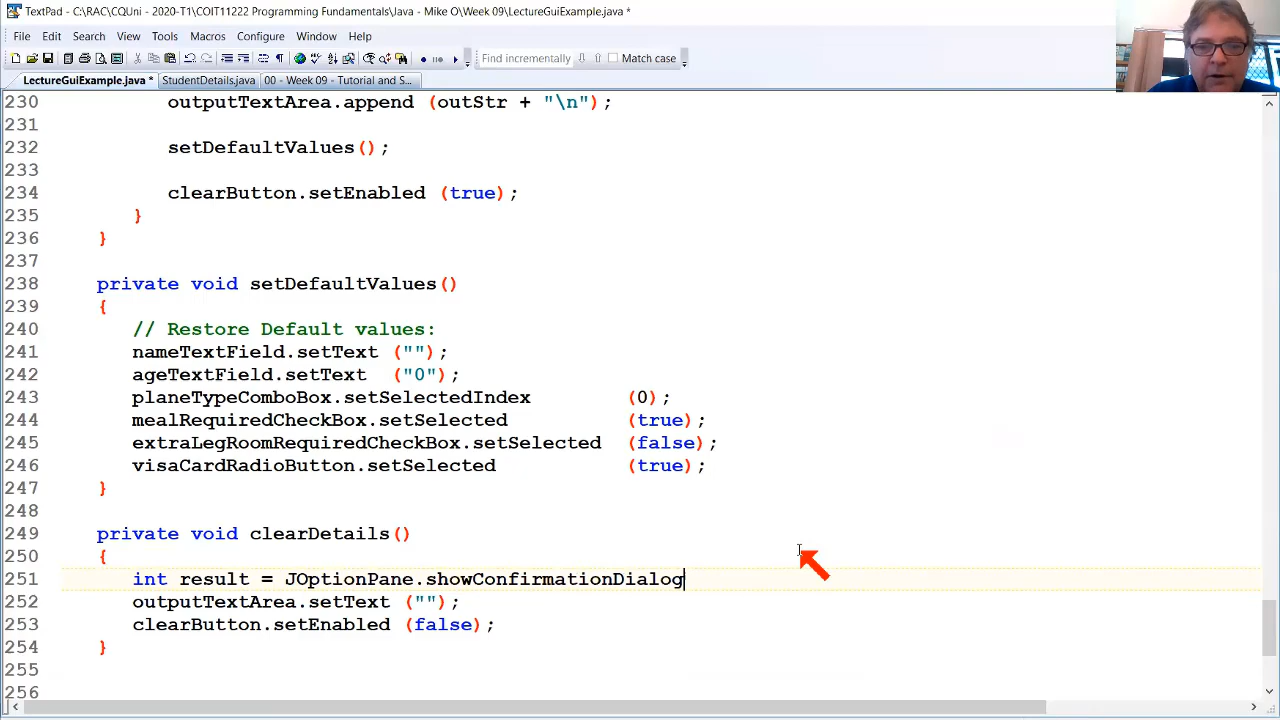 TextPad - C:\RAC\CQUni - 2020-T1\COIT11222 Programming Fundamentals\Java - Mike O\Week 09\LectureGuiExample.java *
File Edit Search View Tools Macros Configure Window Help
Find incrementally Match case
LectureGuiExample.java * StudentDetails.java 00 - Week 09 - Tutorial and S...
230 outputTextArea.append (outStr + "\n");
231
232 setDefaultValues();
233
234 clearButton.setEnabled (true);
235 }
236 }
237
238 private void setDefaultValues()
239 {
240 // Restore Default values:
241 nameTextField.setText ("");
242 ageTextField.setText ("0");
243 planeTypeComboBox.setSelectedIndex (0);
244 mealRequiredCheckBox.setSelected (true);
245 extraLegRoomRequiredCheckBox.setSelected (false);
246 visaCardRadioButton.setSelected (true);
247 }
248
249 private void clearDetails()
250 {
251 int result = JOptionPane.showConfirmationDialog
252 outputTextArea.setText ("");
253 clearButton.setEnabled (false);
254 }
255
256